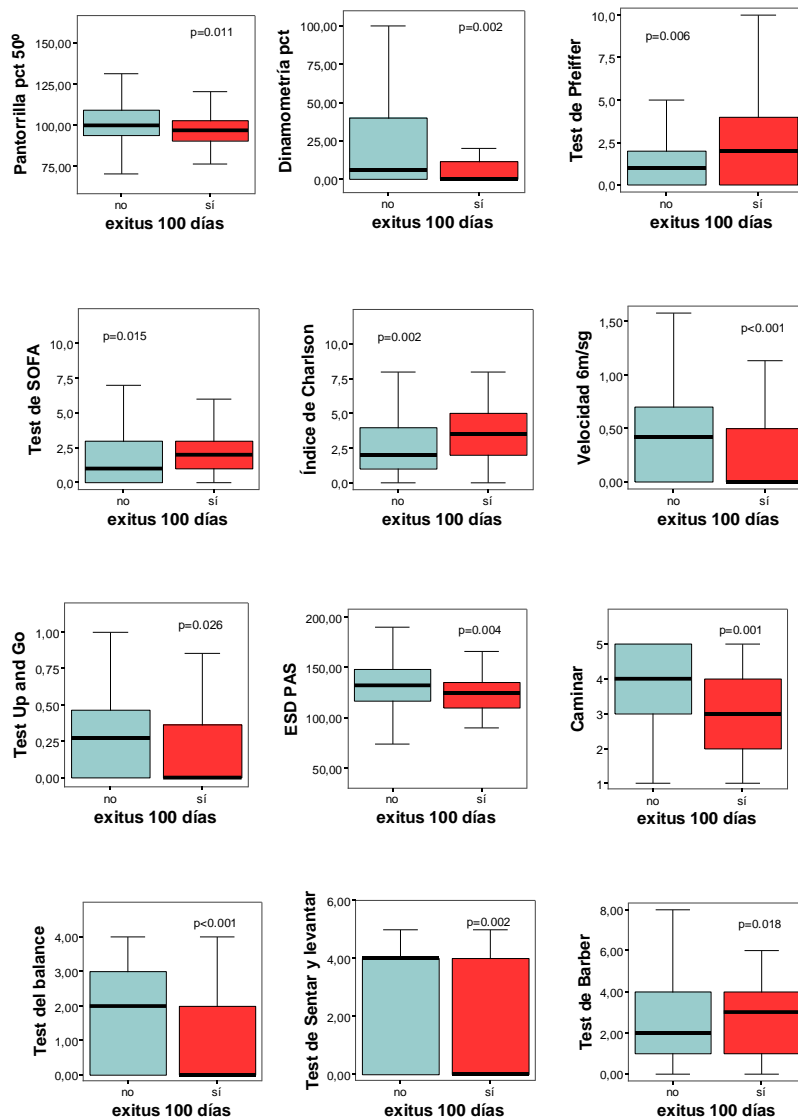 Pantorrilla pct 50º
150,00
125,00
100,00
75,00
p=0.011
no
sí
exitus 100 días
Dinamometría pct
100,00
75,00
50,00
25,00
0,00
p=0.002
no
sí
exitus 100 días
Test de Pfeiffer
10,0
7,5
5,0
2,5
0,0
p=0.006
no
sí
exitus 100 días
Test de SOFA
10,0
7,5
5,0
2,5
0,0
p=0.015
no
sí
exitus 100 días
Índice de Charlson
10,0
7,5
5,0
2,5
0,0
p=0.002
no
sí
exitus 100 días
Velocidad 6m/sg
1,50
1,00
0,50
0,00
p<0.001
no
sí
exitus 100 días
Test Up and Go
1,00
0,75
0,50
0,25
0,00
p=0.026
no
sí
exitus 100 días
ESD PAS
200,00
150,00
100,00
50,00
p=0.004
no
sí
exitus 100 días
Caminar
5
4
3
2
1
p=0.001
no
sí
exitus 100 días
Test del balance
4,00
3,00
2,00
1,00
0,00
p<0.001
no
sí
exitus 100 días
Test de Sentar y levantar
6,00
4,00
2,00
0,00
p=0.002
no
sí
exitus 100 días
Test de Barber
8,00
6,00
4,00
2,00
0,00
p=0.018
no
sí
exitus 100 días